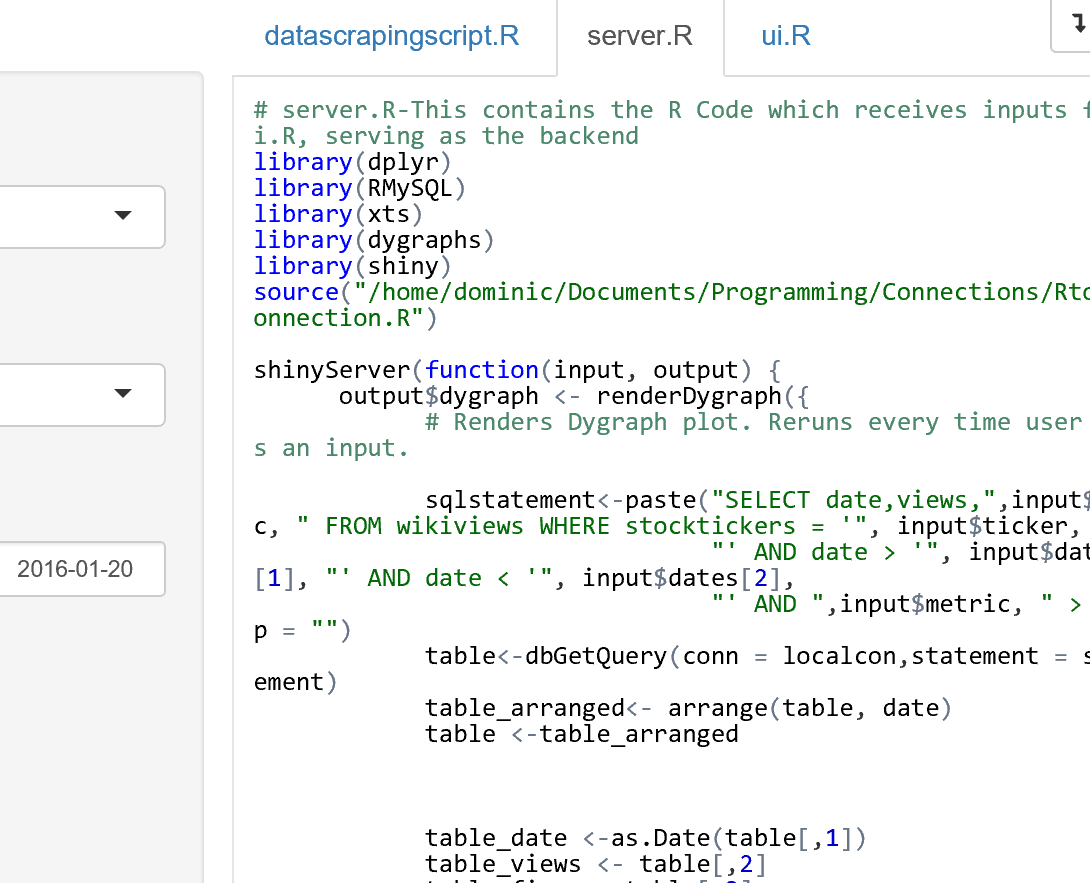 datascrapingscript.R server.R ui.R
# server.R-This contains the R Code which receives inputs
i.R, serving as the backend
library(dplyr)
library(RMySQL)
library(xts)
library(dygraphs)
library(shiny)
source("/home/dominic/Documents/Programming/Connections/Rto
onnection.R")
shinyServer(function(input, output) {
output$dygraph <- renderDygraph({
# Renders Dygraph plot. Reruns every time user
s an input.
2016-01-20
sqlstatement<-paste("SELECT date,views,",input$
c, " FROM wikiviews WHERE stocktickers = '", input$ticker,
"' AND date > '", input$dat
[1], "' AND date < '", input$dates[2],
"' AND ",input$metric, " >
p = "")
table<-dbGetQuery(conn = localcon,statement = s
ement)
table_arranged<- arrange(table, date)
table <-table_arranged
table_date <-as.Date(table[,1])
table_views <- table[,2]